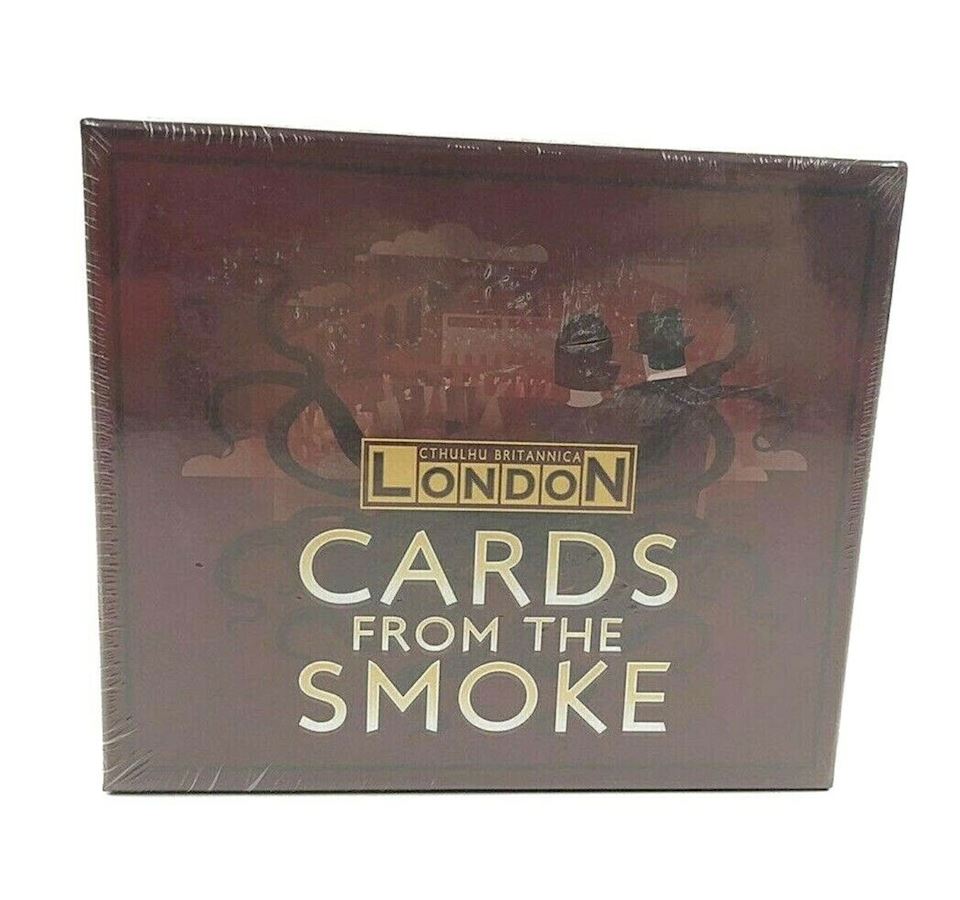 CTHULHU BRITANNICA
LONDON
CARDS
FROM THE
SMOKE